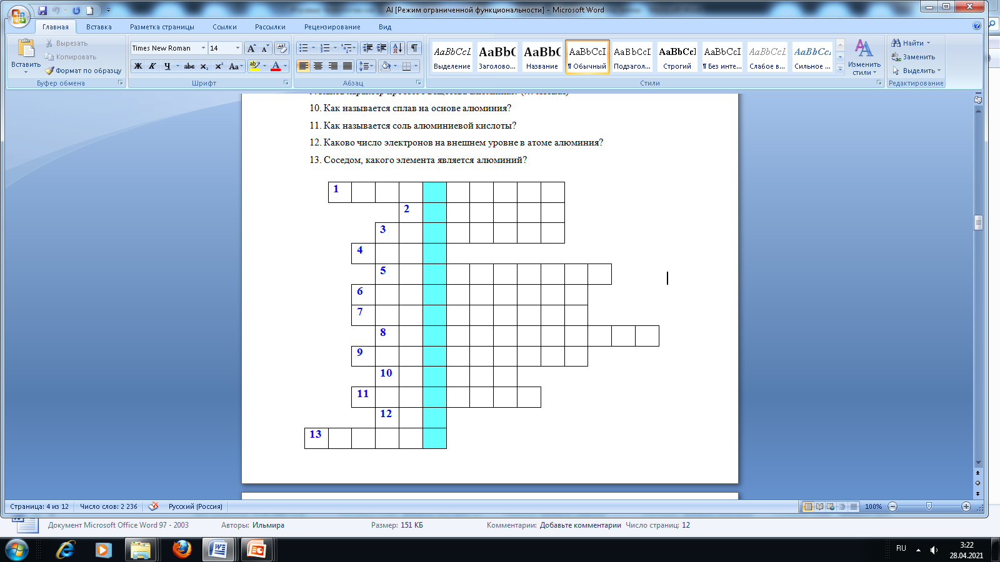 Al [Режим ограниченной функциональности] - Microsoft Word
Главная Вставка Разметка страницы Ссылки Рассылки Рецензирование Вид
Вставить
Вырезать
Копировать
Формат по образцу
Буфер обмена
Times New Roman 14
Ж К Ч abc x₂ x² Aa
Шрифт
Абзац
AaBbCcL AaBbC AaBbC AaBbCcI AaBbCcI AaBbCc] AaBbCcI AaBbCcI AaBbCcL
Выделение Заголово... Название ¶ Обычный Подзагол... Строгий ¶ Без инте... Слабое в... Сильное ...
Стили
Изменить стили
Найти
Заменить
Выделить
Редактирование
10. Как называется сплав на основе алюминия?
11. Как называется соль алюминиевой кислоты?
12. Каково число электронов на внешнем уровне в атоме алюминия?
13. Соседом, какого элемента является алюминий?
1
2
3
4
5
6
7
8
9
10
11
12
13
Страница: 4 из 12 Число слов: 2 236 Русский (Россия) 100%
Документ Microsoft Office Word 97 - 2003 Авторы: Ильмира Размер: 151 КБ Комментарии: Добавьте комментарии Число страниц: 12
RU 3:22
28.04.2021